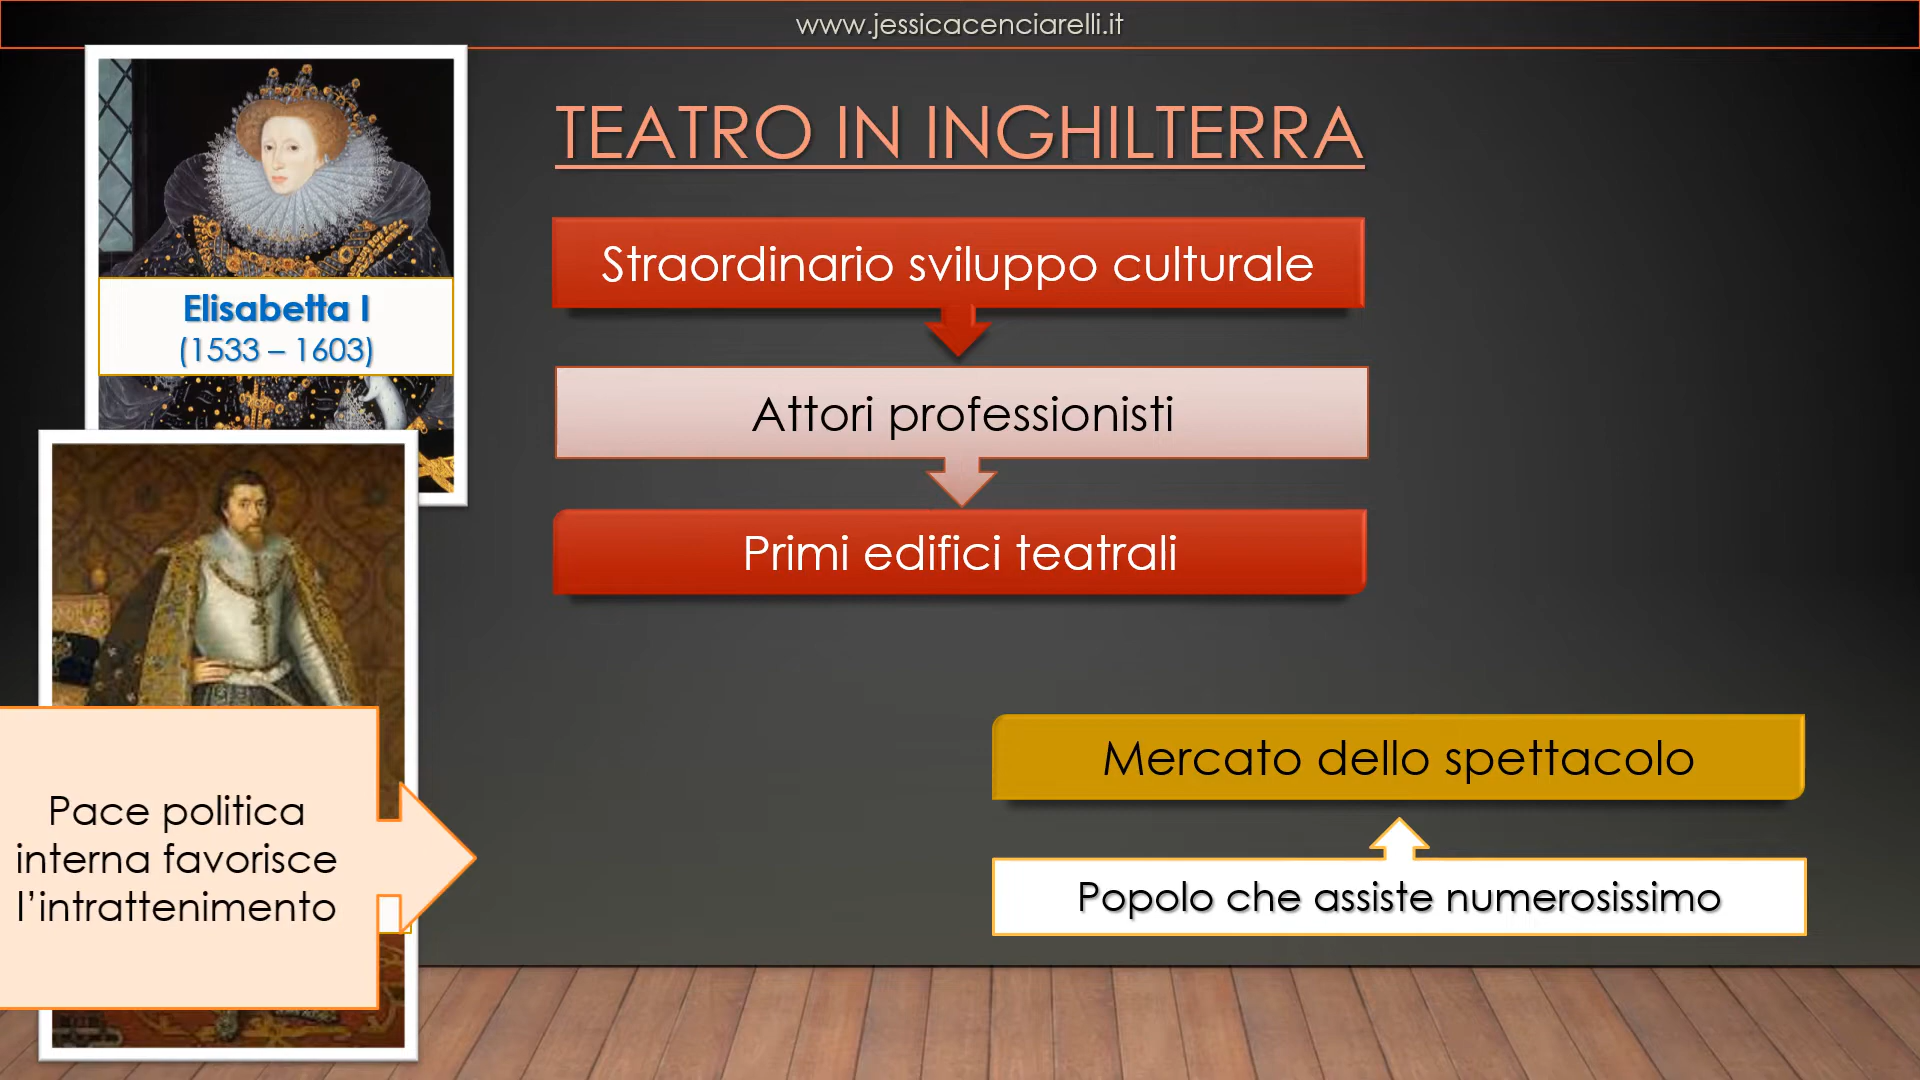 www.jessicacenciarelli.it
TEATRO IN INGHILTERRA
Elisabetta I
(1533 – 1603)
Straordinario sviluppo culturale
Attori professionisti
Primi edifici teatrali
Pace politica
interna favorisce
l'intrattenimento
Mercato dello spettacolo
Popolo che assiste numerosissimo